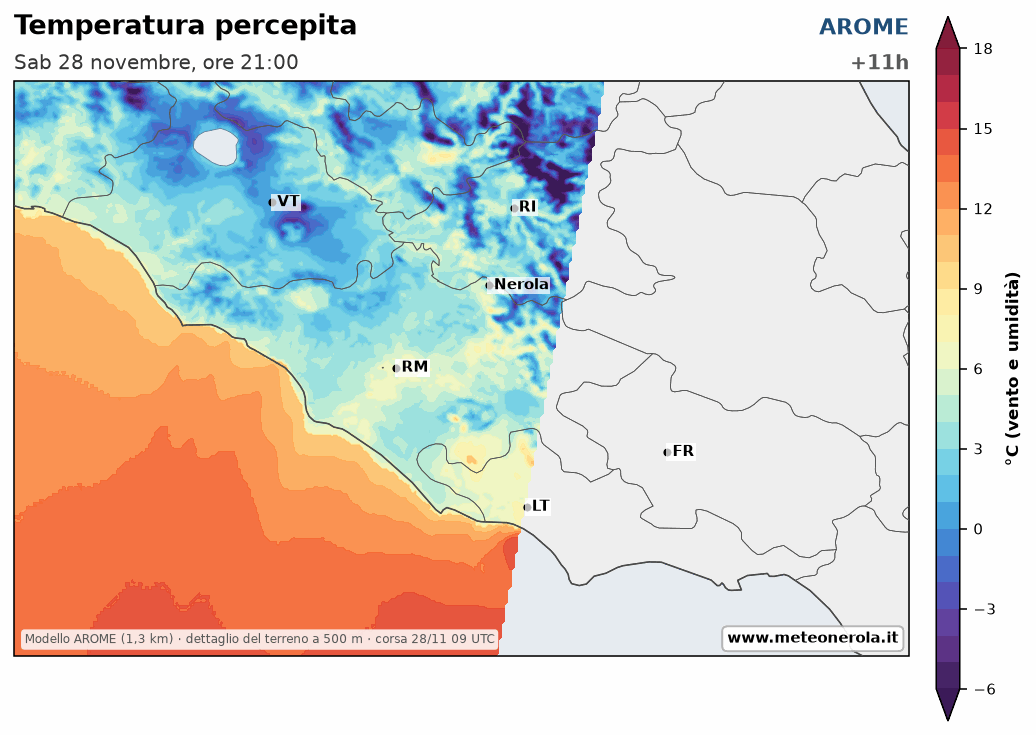 Temperatura percepita
AROME
Sab 28 novembre, ore 21:00
+11h
18
15
12
9
6
3
0
−3
−6
°C (vento e umidità)
VT
RI
Nerola
RM
FR
LT
Modello AROME (1,3 km) · dettaglio del terreno a 500 m · corsa 28/11 09 UTC
www.meteonerola.it